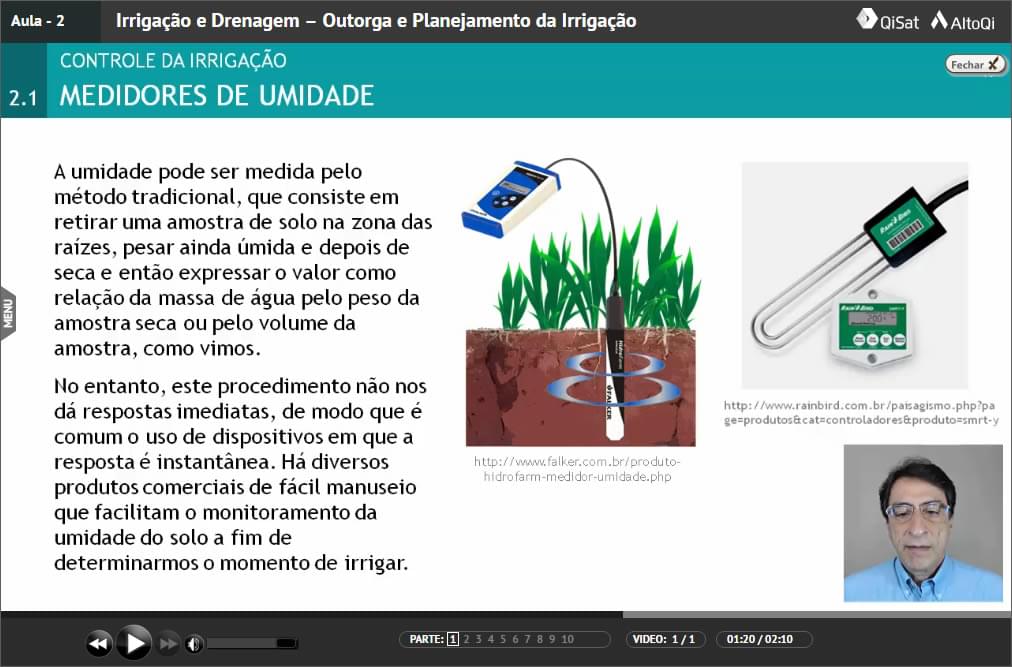 Aula - 2
Irrigação e Drenagem – Outorga e Planejamento da Irrigação
QiSat
AltoQi
CONTROLE DA IRRIGAÇÃO
Fechar X
2.1 MEDIDORES DE UMIDADE
A umidade pode ser medida pelo
método tradicional, que consiste em
retirar uma amostra de solo na zona das
raízes, pesar ainda úmida e depois de
seca e então expressar o valor como
relação da massa de água pelo peso da
amostra seca ou pelo volume da
amostra, como vimos.
No entanto, este procedimento não nos
dá respostas imediatas, de modo que é
comum o uso de dispositivos em que a
resposta é instantânea. Há diversos
produtos comerciais de fácil manuseio
que facilitam o monitoramento da
umidade do solo a fim de
determinarmos o momento de irrigar.
FALKER
http://www.falker.com.br/produto-
hidrofarm-medidor-umidade.php
RAIN BIRD
RAIN BIRD
http://www.rainbird.com.br/paisagismo.php?pa
ge=produtos&cat=controladores&produto=smrt-y
MENU
PARTE: 1 2 3 4 5 6 7 8 9 10
VIDEO: 1 / 1
01:20 / 02:10